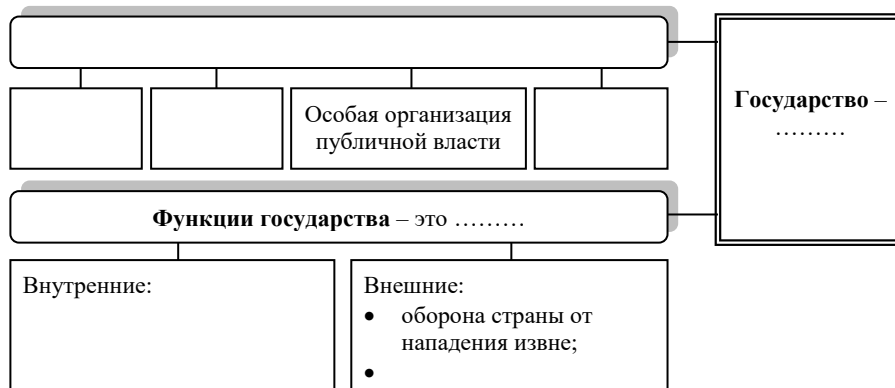 Особая организация
публичной власти
Государство –
………
Функции государства – это ………
Внутренние:
Внешние:
• оборона страны от
нападения извне;
•